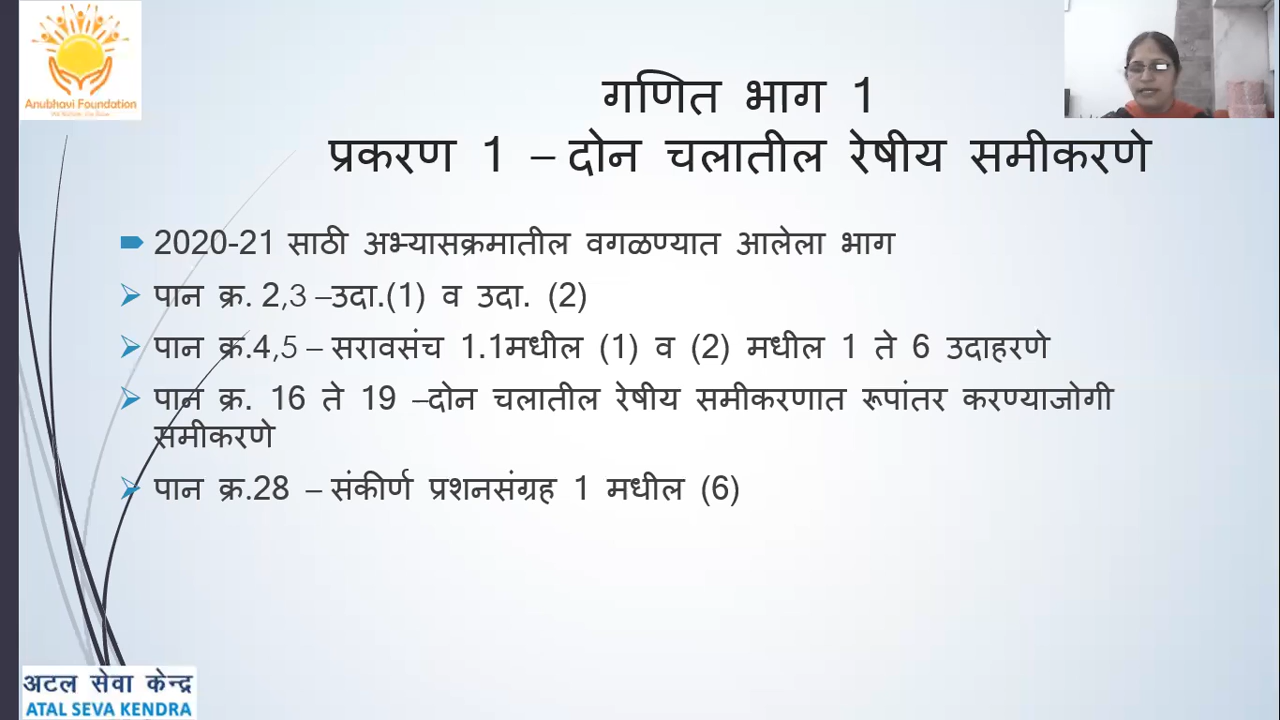 Anubhavi Foundation
गणित भाग 1
प्रकरण 1 – दोन चलातील रेषीय समीकरणे
2020-21 साठी अभ्यासक्रमातील वगळण्यात आलेला भाग
पान क्र. 2,3 –उदा.(1) व उदा. (2)
पान क्र.4,5 – सरावसंच 1.1मधील (1) व (2) मधील 1 ते 6 उदाहरणे
पान क्र. 16 ते 19 –दोन चलातील रेषीय समीकरणात रूपांतर करण्याजोगी
समीकरणे
पान क्र.28 – संकीर्ण प्रशनसंग्रह 1 मधील (6)
अटल सेवा केन्द्र
ATAL SEVA KENDRA